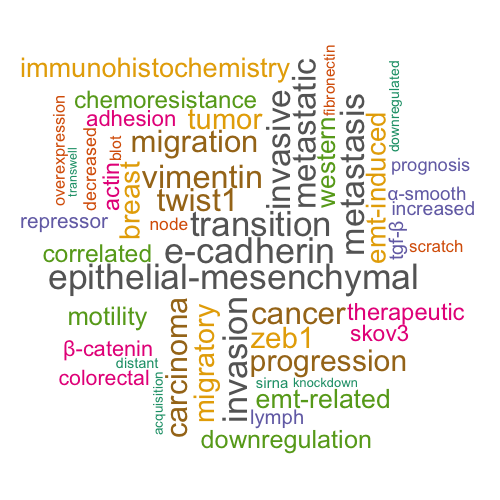 immunohistochemistry
fibronectin
downregulated
overexpression
transwell
decreased
chemoresistance
adhesion
tumor
actin
blot
migration
breast
vimentin
twist1
invasive
metastatic
western
metastasis
emt-induced
prognosis
α-smooth
increased
tgf-β
scratch
repressor
node
transition
correlated
e-cadherin
epithelial-mesenchymal
motility
β-catenin
distant
colorectal
acquisition
carcinoma
migratory
invasion
cancer
therapeutic
zeb1
skov3
progression
sirna
knockdown
emt-related
lymph
downregulation